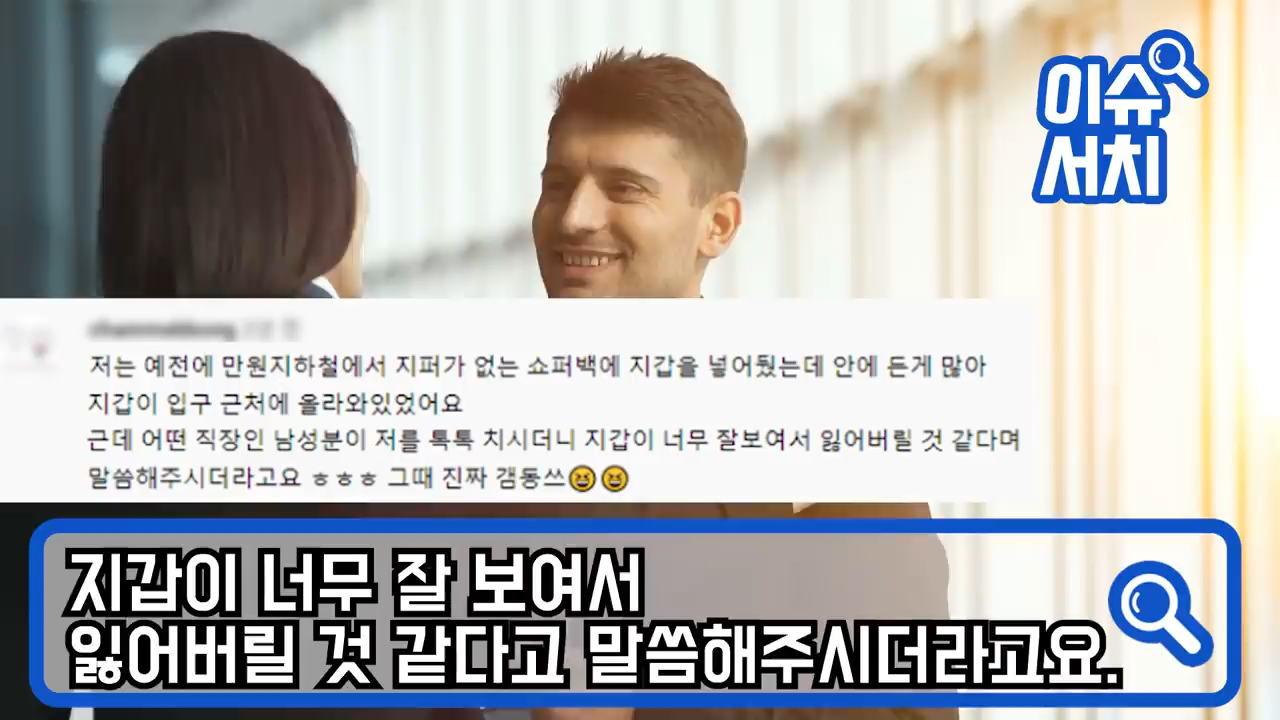 이슈
서치
저는 예전에 만원지하철에서 지퍼가 없는 쇼퍼백에 지갑을 넣어뒀는데 안에 든게 많아
지갑이 입구 근처에 올라와있었어요
근데 어떤 직장인 남성분이 저를 톡톡 치시더니 지갑이 너무 잘보여서 잃어버릴 것 같다며
말씀해주시더라고요 ㅎㅎㅎ 그때 진짜 갬동쓰😆😆
지갑이 너무 잘 보여서
잃어버릴 것 같다고 말씀해주시더라고요.